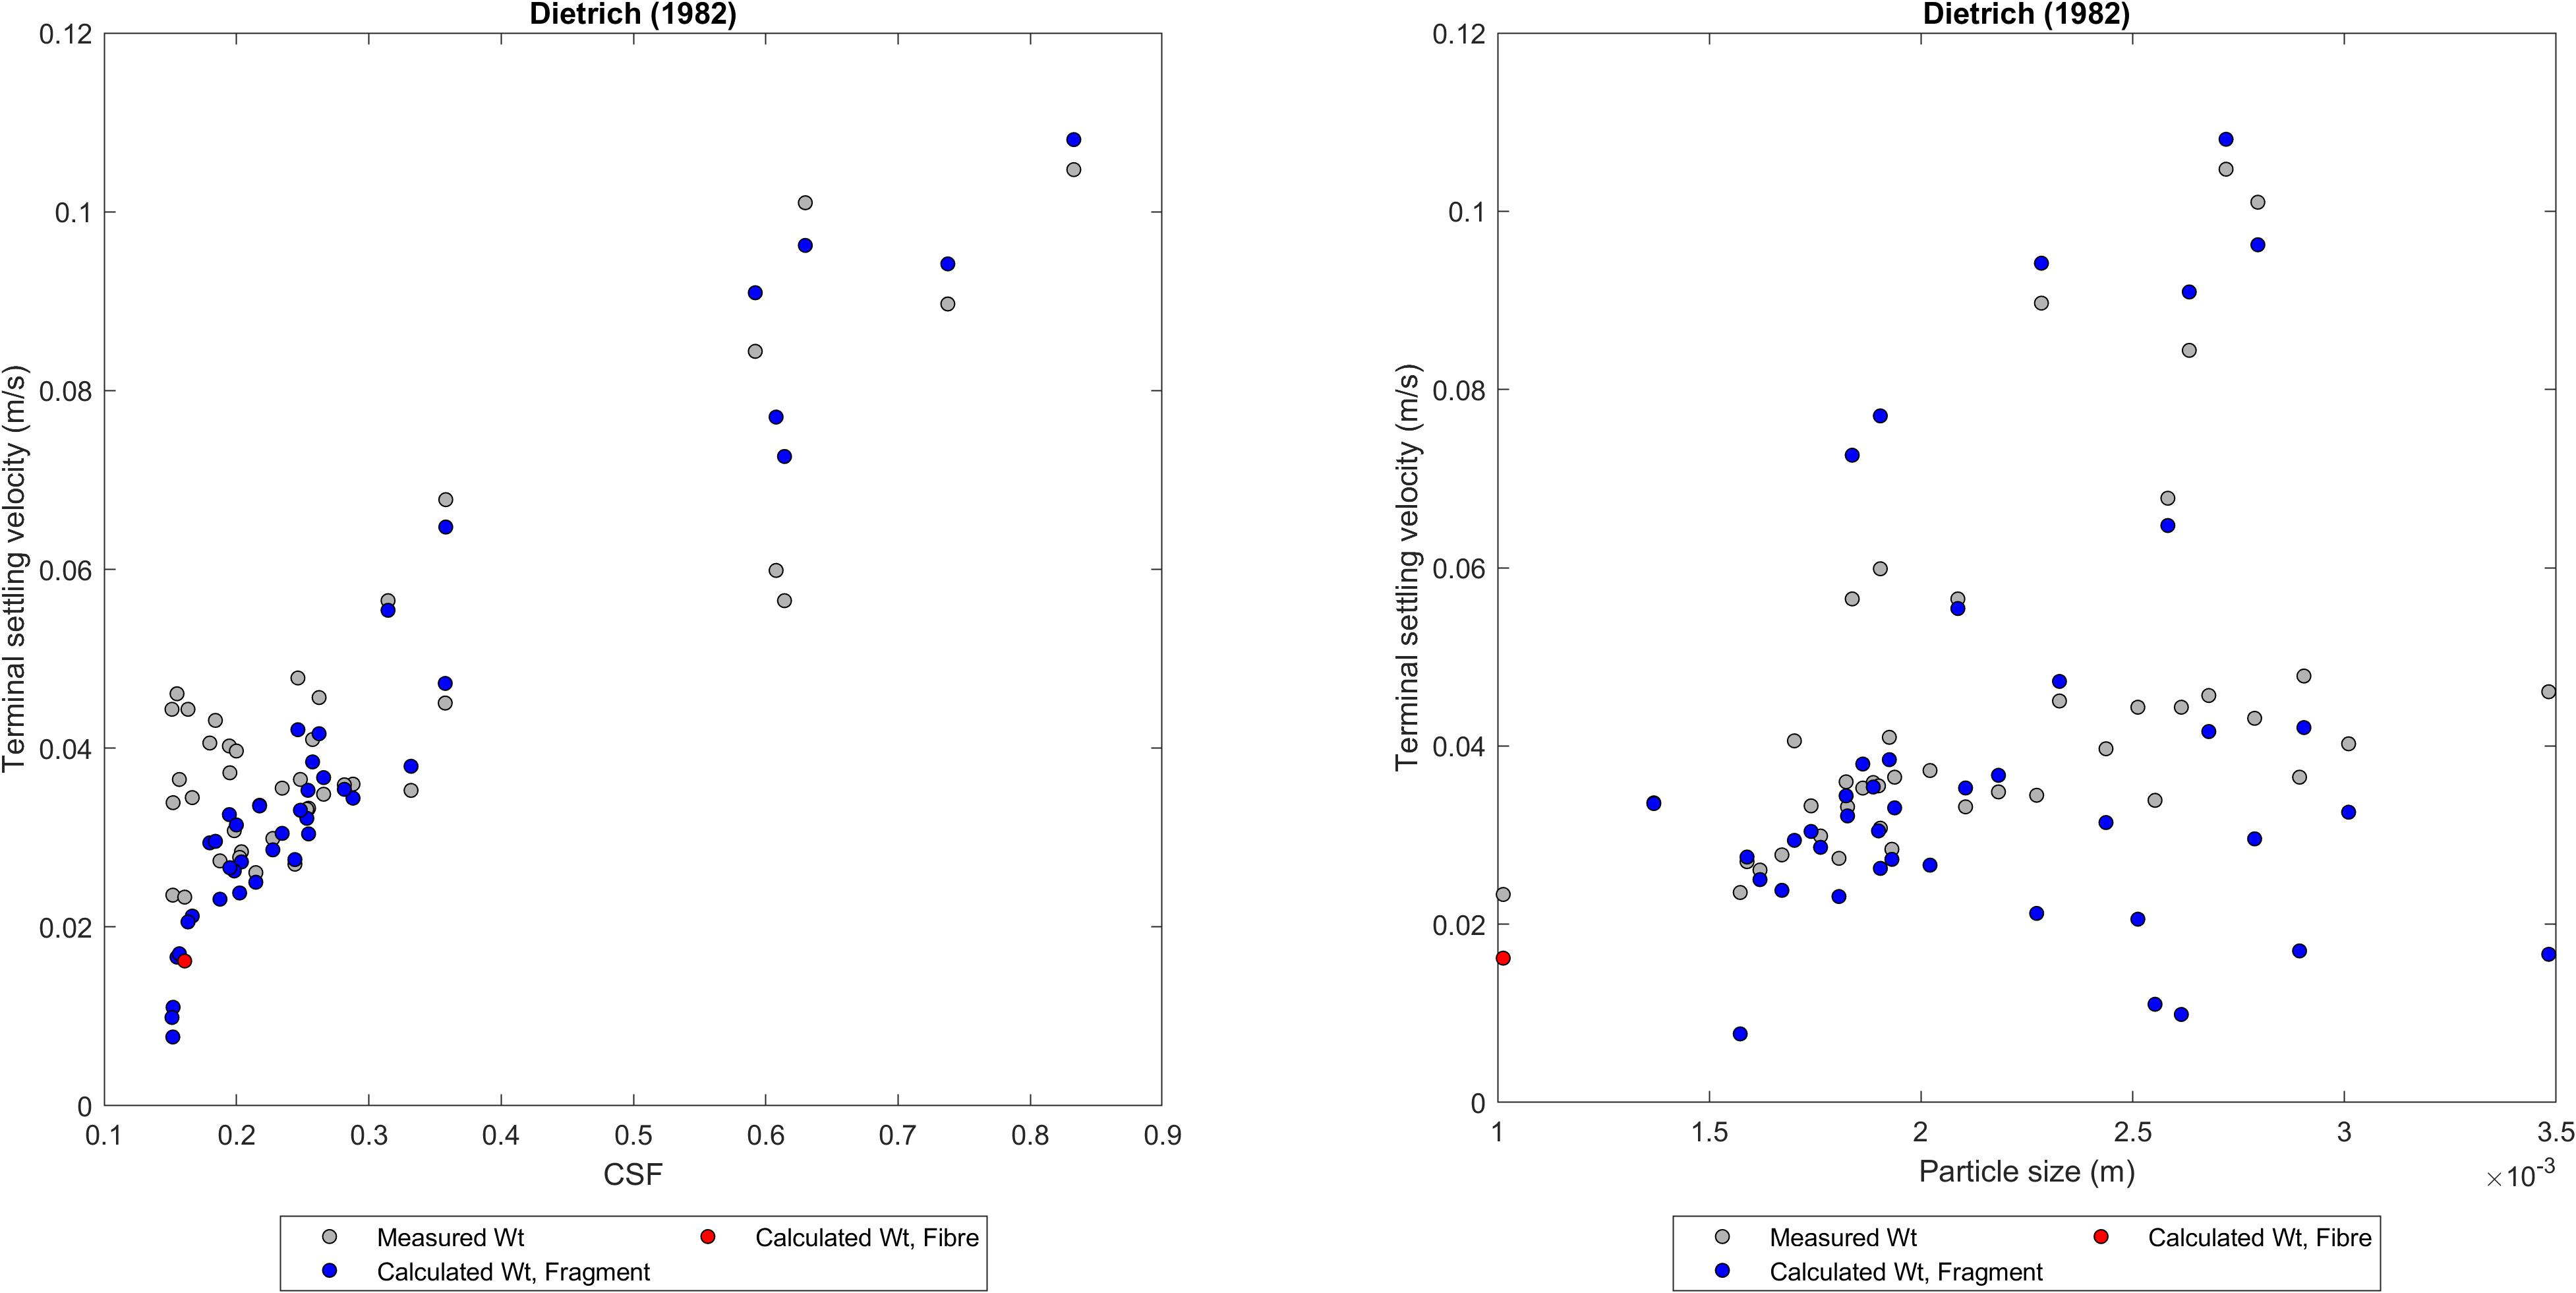 Dietrich (1982)
0.12
0.1
0.08
0.06
0.04
0.02
0
Terminal settling velocity (m/s)
0.1 0.2 0.3 0.4 0.5 0.6 0.7 0.8 0.9
CSF
Measured Wt
Calculated Wt, Fibre
Calculated Wt, Fragment
Dietrich (1982)
0.12
0.1
0.08
0.06
0.04
0.02
0
Terminal settling velocity (m/s)
1 1.5 2 2.5 3 3.5
Particle size (m)
×10⁻³
Measured Wt
Calculated Wt, Fibre
Calculated Wt, Fragment